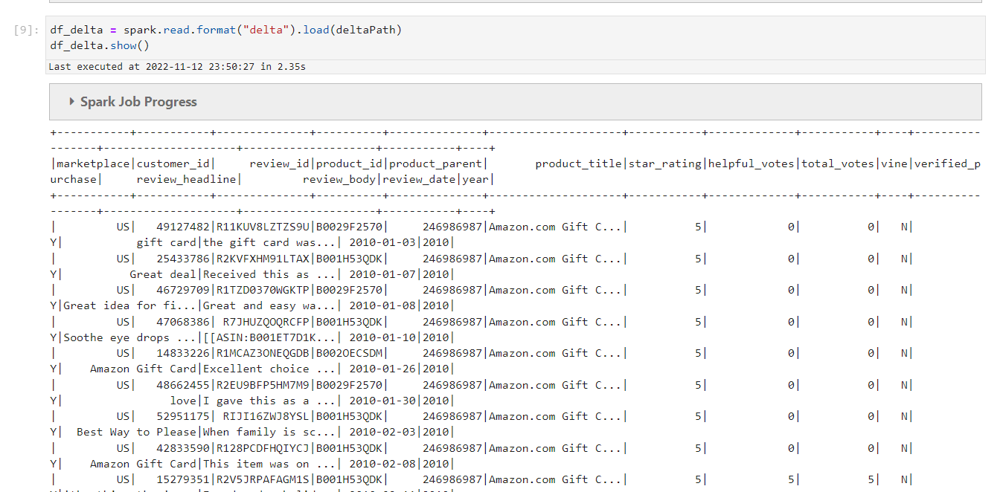 [9]: df_delta = spark.read.format("delta").load(deltaPath)
df_delta.show()
Last executed at 2022-11-12 23:50:27 in 2.35s
Spark Job Progress
+-----------+-----------+--------------+----------+--------------+--------------------+-----------+-------------+-----------+----+----------
-------+--------------------+--------------------+-----------+----+
|marketplace|customer_id|     review_id|product_id|product_parent|       product_title|star_rating|helpful_votes|total_votes|vine|verified_p
urchase|     review_headline|         review_body|review_date|year|
+-----------+-----------+--------------+----------+--------------+--------------------+-----------+-------------+-----------+----+----------
-------+--------------------+--------------------+-----------+----+
|         US|   49127482|R11KUV8LZTZS9U|B0029F2570|     246986987|Amazon.com Gift C...|          5|            0|          0|   N|
Y|           gift card|the gift card was...| 2010-01-03|2010|
|         US|   25433786|R2KVFXHM91LTAX|B001H53QDK|     246986987|Amazon.com Gift C...|          5|            0|          0|   N|
Y|          Great deal|Received this as ...| 2010-01-07|2010|
|         US|   46729709|R1TZD0370WGKTP|B0029F2570|     246986987|Amazon.com Gift C...|          5|            0|          0|   N|
Y|Great idea for fi...|Great and easy wa...| 2010-01-08|2010|
|         US|   47068386| R7JHUZQOQRCFP|B001H53QDK|     246986987|Amazon.com Gift C...|          5|            0|          0|   N|
Y|Soothe eye drops ...|[[ASIN:B001ET7D1K...| 2010-01-10|2010|
|         US|   14833226|R1MCAZ3ONEQGDB|B002OECSDM|     246986987|Amazon.com Gift C...|          5|            0|          0|   N|
Y|    Amazon Gift Card|Excellent choice ...| 2010-01-26|2010|
|         US|   48662455|R2EU9BFP5HM7M9|B0029F2570|     246986987|Amazon.com Gift C...|          5|            0|          0|   N|
Y|                love|I gave this as a ...| 2010-01-30|2010|
|         US|   52951175| RIJI16ZWJ8YSL|B001H53QDK|     246986987|Amazon.com Gift C...|          5|            0|          0|   N|
Y|  Best Way to Please|When family is sc...| 2010-02-03|2010|
|         US|   42833590|R128PCDFHQIYCJ|B001H53QDK|     246986987|Amazon.com Gift C...|          5|            0|          0|   N|
Y|    Amazon Gift Card|This item was on ...| 2010-02-08|2010|
|         US|   15279351|R2V5JRPAFAGM1S|B001H53QDK|     246986987|Amazon.com Gift C...|          5|            5|          5|   N|